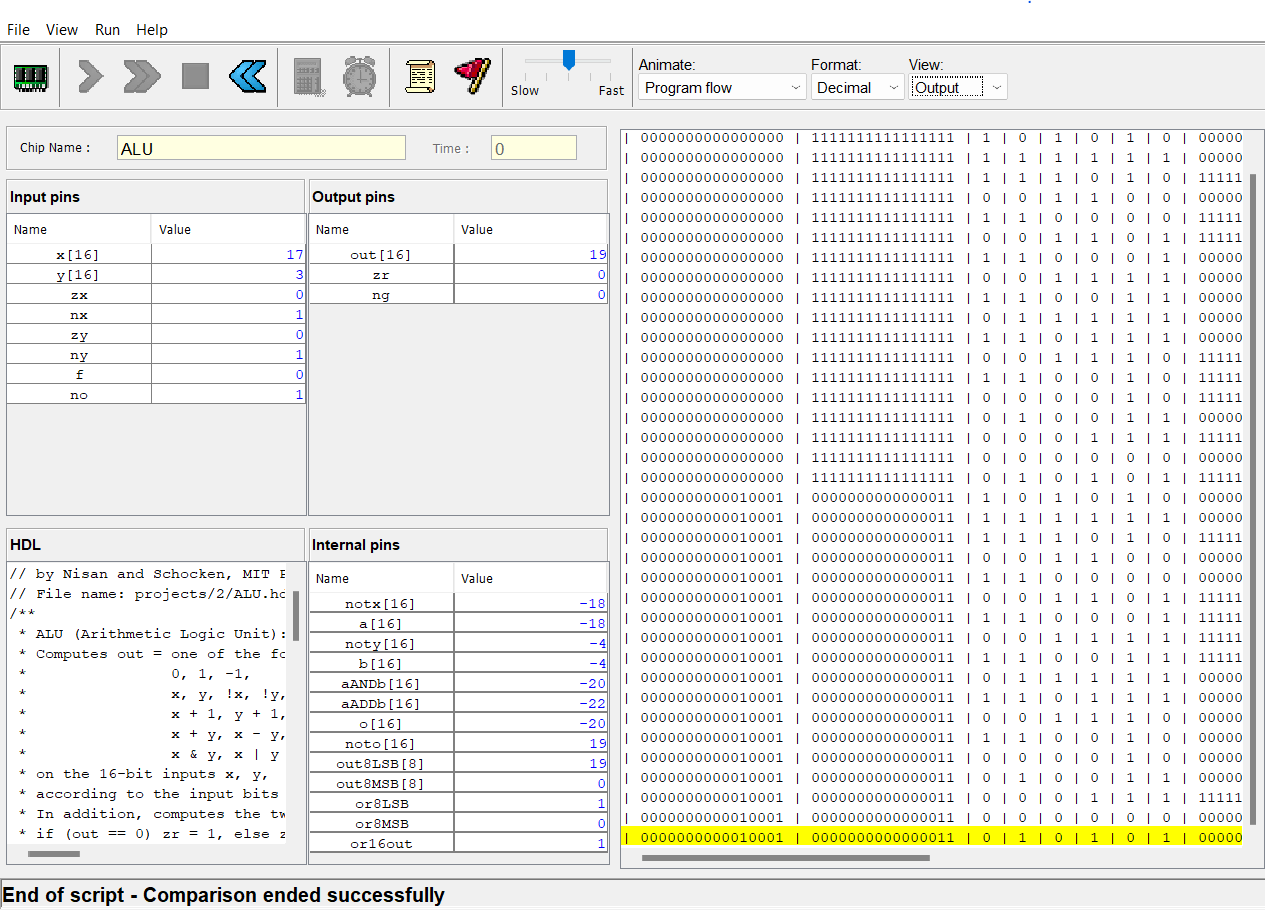 File View Run Help
Slow Fast
Animate:
Program flow
Format:
Decimal
View:
Output
Chip Name :
ALU
Time :
0
Input pins
Name Value
x[16] 17
y[16] 3
zx 0
nx 1
zy 0
ny 1
f 0
no 1
Output pins
Name Value
out[16] 19
zr 0
ng 0
HDL
// by Nisan and Schocken, MIT
// File name: projects/2/ALU.
/**
* ALU (Arithmetic Logic Unit):
* Computes out = one of the
* 0, 1, -1,
* x, y, !x, !y,
* x + 1, y + 1,
* x + y, x - y,
* x & y, x | y
* on the 16-bit inputs x, y,
* according to the input bits
* In addition, computes the
* if (out == 0) zr = 1, else
Internal pins
Name Value
notx[16] -18
a[16] -18
noty[16] -4
b[16] -4
aANDb[16] -20
aADDb[16] -22
o[16] -20
noto[16] 19
out8LSB[8] 19
out8MSB[8] 0
or8LSB 1
or8MSB 0
or16out 1
| 0000000000000000 | 1111111111111111 | 1 | 0 | 1 | 0 | 1 | 0 | 00000
| 0000000000000000 | 1111111111111111 | 1 | 1 | 1 | 1 | 1 | 1 | 00000
| 0000000000000000 | 1111111111111111 | 1 | 1 | 1 | 0 | 1 | 0 | 11111
| 0000000000000000 | 1111111111111111 | 0 | 0 | 1 | 1 | 0 | 0 | 00000
| 0000000000000000 | 1111111111111111 | 1 | 1 | 0 | 0 | 0 | 0 | 11111
| 0000000000000000 | 1111111111111111 | 0 | 0 | 1 | 1 | 0 | 1 | 11111
| 0000000000000000 | 1111111111111111 | 1 | 1 | 0 | 0 | 0 | 1 | 00000
| 0000000000000000 | 1111111111111111 | 0 | 0 | 1 | 1 | 1 | 1 | 00000
| 0000000000000000 | 1111111111111111 | 1 | 1 | 0 | 0 | 1 | 1 | 00000
| 0000000000000000 | 1111111111111111 | 0 | 1 | 1 | 1 | 1 | 1 | 00000
| 0000000000000000 | 1111111111111111 | 1 | 1 | 0 | 1 | 1 | 1 | 00000
| 0000000000000000 | 1111111111111111 | 0 | 0 | 1 | 1 | 1 | 0 | 11111
| 0000000000000000 | 1111111111111111 | 1 | 1 | 0 | 0 | 1 | 0 | 11111
| 0000000000000000 | 1111111111111111 | 0 | 0 | 0 | 0 | 1 | 0 | 11111
| 0000000000000000 | 1111111111111111 | 0 | 1 | 0 | 0 | 1 | 1 | 00000
| 0000000000000000 | 1111111111111111 | 0 | 0 | 0 | 1 | 1 | 1 | 11111
| 0000000000000000 | 1111111111111111 | 0 | 0 | 0 | 0 | 0 | 0 | 00000
| 0000000000000000 | 1111111111111111 | 0 | 1 | 0 | 1 | 0 | 1 | 11111
| 0000000000010001 | 0000000000000011 | 1 | 0 | 1 | 0 | 1 | 0 | 00000
| 0000000000010001 | 0000000000000011 | 1 | 1 | 1 | 1 | 1 | 1 | 00000
| 0000000000010001 | 0000000000000011 | 1 | 1 | 1 | 0 | 1 | 0 | 11111
| 0000000000010001 | 0000000000000011 | 0 | 0 | 1 | 1 | 0 | 0 | 00000
| 0000000000010001 | 0000000000000011 | 1 | 1 | 0 | 0 | 0 | 0 | 00000
| 0000000000010001 | 0000000000000011 | 0 | 0 | 1 | 1 | 0 | 1 | 11111
| 0000000000010001 | 0000000000000011 | 1 | 1 | 0 | 0 | 0 | 1 | 11111
| 0000000000010001 | 0000000000000011 | 0 | 0 | 1 | 1 | 1 | 1 | 11111
| 0000000000010001 | 0000000000000011 | 1 | 1 | 0 | 0 | 1 | 1 | 11111
| 0000000000010001 | 0000000000000011 | 0 | 1 | 1 | 1 | 1 | 1 | 00000
| 0000000000010001 | 0000000000000011 | 1 | 1 | 0 | 1 | 1 | 1 | 00000
| 0000000000010001 | 0000000000000011 | 0 | 0 | 1 | 1 | 1 | 0 | 00000
| 0000000000010001 | 0000000000000011 | 1 | 1 | 0 | 0 | 1 | 0 | 00000
| 0000000000010001 | 0000000000000011 | 0 | 0 | 0 | 0 | 1 | 0 | 00000
| 0000000000010001 | 0000000000000011 | 0 | 1 | 0 | 0 | 1 | 1 | 00000
| 0000000000010001 | 0000000000000011 | 0 | 0 | 0 | 1 | 1 | 1 | 11111
| 0000000000010001 | 0000000000000011 | 0 | 0 | 0 | 0 | 0 | 0 | 00000
| 0000000000010001 | 0000000000000011 | 0 | 1 | 0 | 1 | 0 | 1 | 00000
End of script - Comparison ended successfully